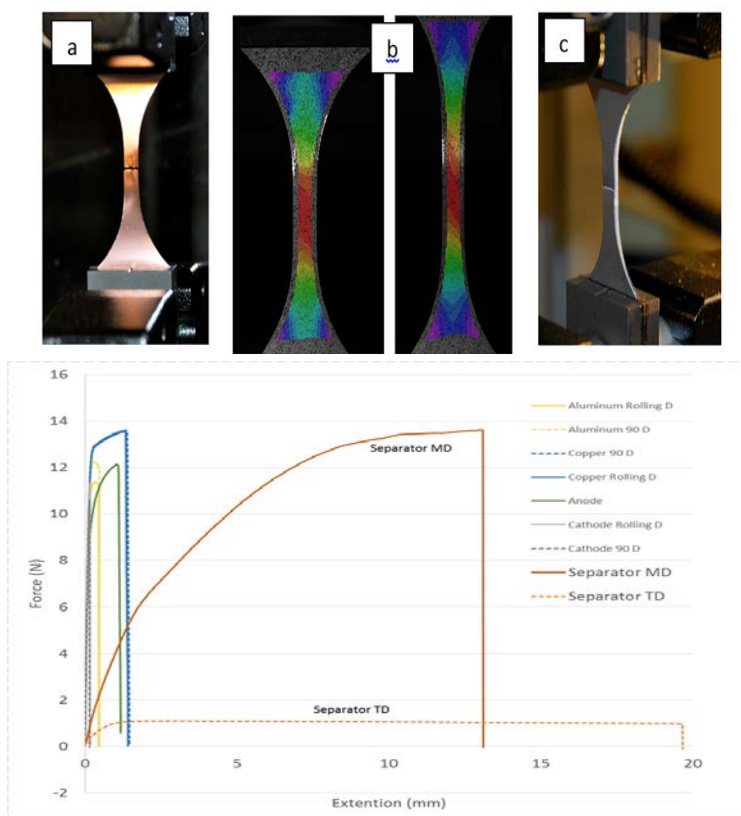 a
b
c
16
14
12
10
8
6
4
2
0
-2
Force (N)
0
5
10
15
20
Extention (mm)
Separator MD
Separator TD
Aluminum Rolling D
Aluminum 90 D
Copper 90 D
Copper Rolling D
Anode
Cathode Rolling D
Cathode 90 D
Separator MD
Separator TD